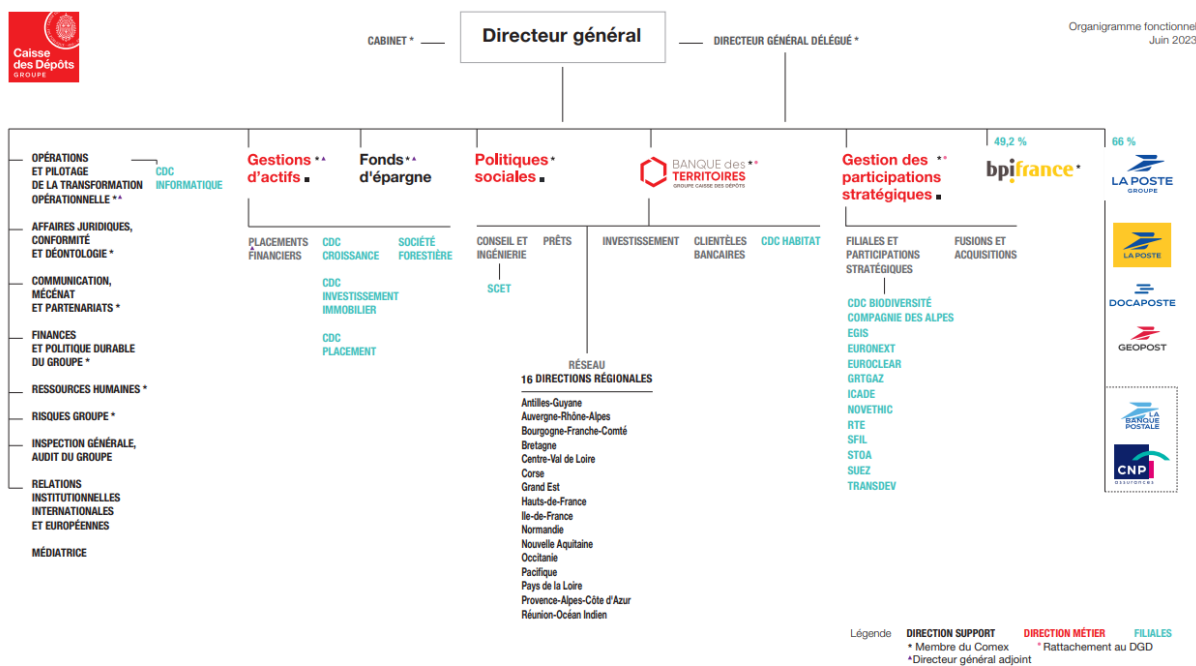 Caisse
des Dépôts
GROUPE
CABINET *
Directeur général
DIRECTEUR GÉNÉRAL DÉLÉGUÉ *
Organigramme fonctionnel
Juin 2023
OPÉRATIONS
ET PILOTAGE
DE LA TRANSFORMATION
OPÉRATIONNELLE *▲
CDC
INFORMATIQUE
AFFAIRES JURIDIQUES,
CONFORMITÉ
ET DÉONTOLOGIE *
COMMUNICATION,
MÉCÉNAT
ET PARTENARIATS *
FINANCES
ET POLITIQUE DURABLE
DU GROUPE *
RESSOURCES HUMAINES *
RISQUES GROUPE *
INSPECTION GÉNÉRALE,
AUDIT DU GROUPE
RELATIONS
INSTITUTIONNELLES
INTERNATIONALES
ET EUROPÉENNES
MÉDIATRICE
Gestions *▲
d'actifs ■
Fonds *▲
d'épargne
PLACEMENTS
▲
FINANCIERS
CDC
CROISSANCE
SOCIÉTÉ
FORESTIÈRE
CDC
INVESTISSEMENT
IMMOBILIER
CDC
PLACEMENT
Politiques *
sociales ■
BANQUE des **
TERRITOIRES
GROUPE CAISSE DES DÉPÔTS
CONSEIL ET
INGÉNIERIE
PRÊTS
INVESTISSEMENT
CLIENTÈLES
BANCAIRES
CDC HABITAT
SCET
RÉSEAU
16 DIRECTIONS RÉGIONALES
Antilles-Guyane
Auvergne-Rhône-Alpes
Bourgogne-Franche-Comté
Bretagne
Centre-Val de Loire
Corse
Grand Est
Hauts-de-France
Ile-de-France
Normandie
Nouvelle Aquitaine
Occitanie
Pacifique
Pays de la Loire
Provence-Alpes-Côte d'Azur
Réunion-Océan Indien
Gestion des **
participations
stratégiques ■
FILIALES ET
PARTICIPATIONS
STRATÉGIQUES
FUSIONS ET
ACQUISITIONS
CDC BIODIVERSITÉ
COMPAGNIE DES ALPES
EGIS
EURONEXT
EUROCLEAR
GRTGAZ
ICADE
NOVETHIC
RTE
SFIL
STOA
SUEZ
TRANSDEV
49,2 %
bpifrance *
66 %
LA POSTE
GROUPE
LA POSTE
DOCAPOSTE
GEOPOST
LA
BANQUE
POSTALE
CNP
assurances
Légende
DIRECTION SUPPORT
DIRECTION MÉTIER
FILIALES
* Membre du Comex
* Rattachement au DGD
▲Directeur général adjoint